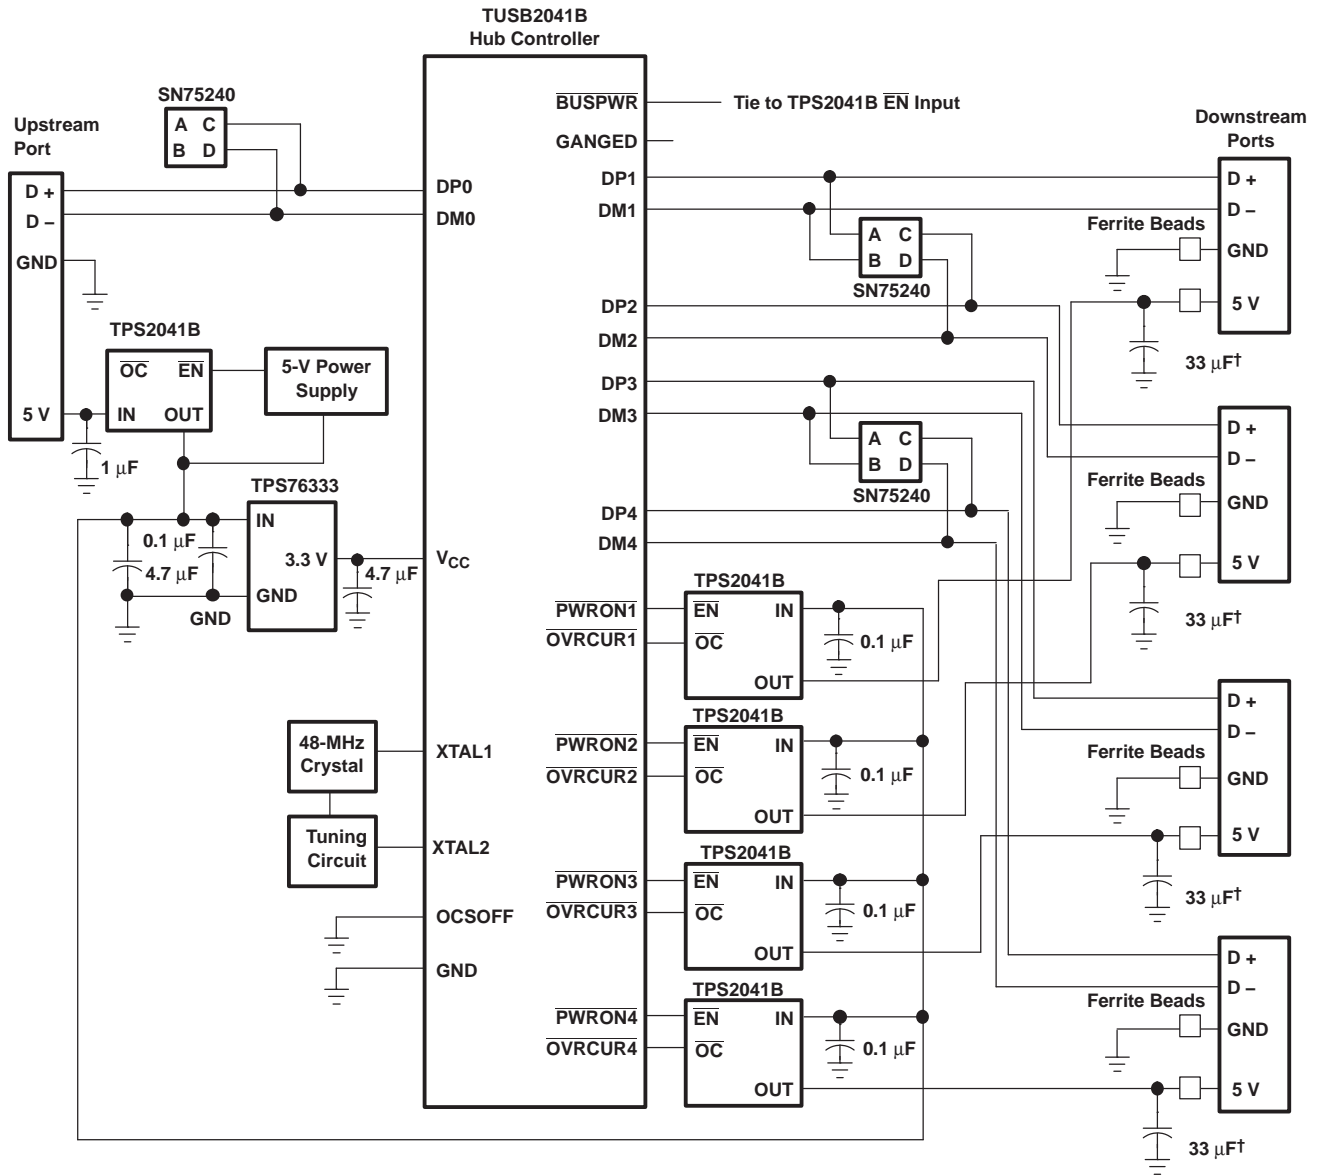 TUSB2041B
Hub Controller
SN75240
A C
B D
Upstream
Port
D +
D −
GND
5 V
TPS2041B
OC EN
IN OUT
5-V Power
Supply
1 μF
TPS76333
IN
3.3 V
GND
0.1 μF
4.7 μF
GND
4.7 μF
48-MHz
Crystal
Tuning
Circuit
DP0
DM0
VCC
XTAL1
XTAL2
OCSOFF
GND
BUSPWR
Tie to TPS2041B EN Input
GANGED
DP1
DM1
DP2
DM2
DP3
DM3
DP4
DM4
PWRON1
OVRCUR1
PWRON2
OVRCUR2
PWRON3
OVRCUR3
PWRON4
OVRCUR4
A C
B D
SN75240
A C
B D
SN75240
TPS2041B
EN IN
OC
OUT
0.1 μF
TPS2041B
EN IN
OC
OUT
0.1 μF
TPS2041B
EN IN
OC
OUT
0.1 μF
TPS2041B
EN IN
OC
OUT
0.1 μF
Downstream
Ports
D +
D −
Ferrite Beads
GND
5 V
33 μF†
D +
D −
Ferrite Beads
GND
5 V
33 μF†
D +
D −
Ferrite Beads
GND
5 V
33 μF†
D +
D −
Ferrite Beads
GND
5 V
33 μF†